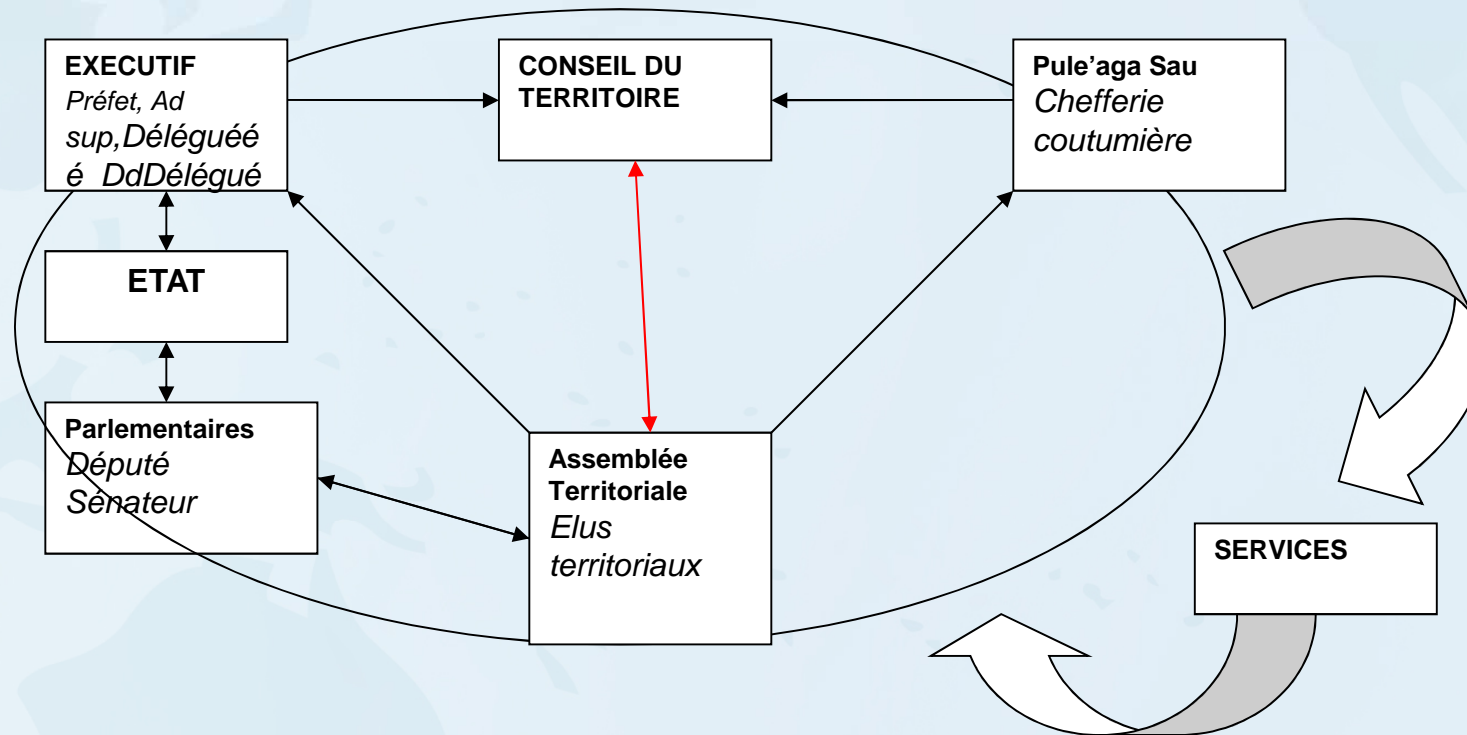 EXECUTIF
Préfet, Ad
sup,Déléguéé
é DdDélégué
CONSEIL DU
TERRITOIRE
Pule’aga Sau
Chefferie
coutumière
ETAT
Parlementaires
Député
Sénateur
Assemblée
Territoriale
Elus
territoriaux
SERVICES